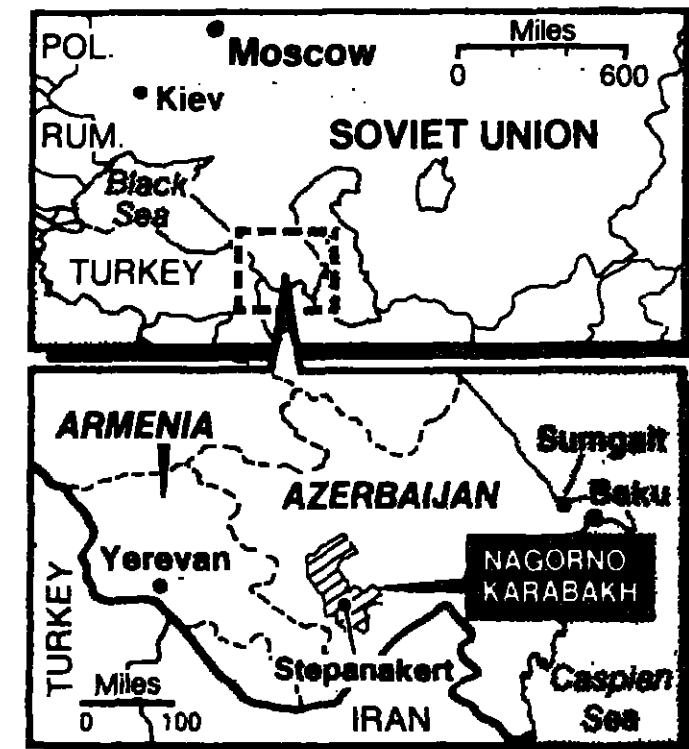 POL.
Moscow
Miles
0 600
Kiev
RUM.
SOVIET UNION
Black
Sea
TURKEY
ARMENIA
Sumgait
AZERBAIJAN
Baku
Yerevan
NAGORNO
KARABAKH
TURKEY
Stepanakert
Miles
0 100
IRAN
Caspian
Sea